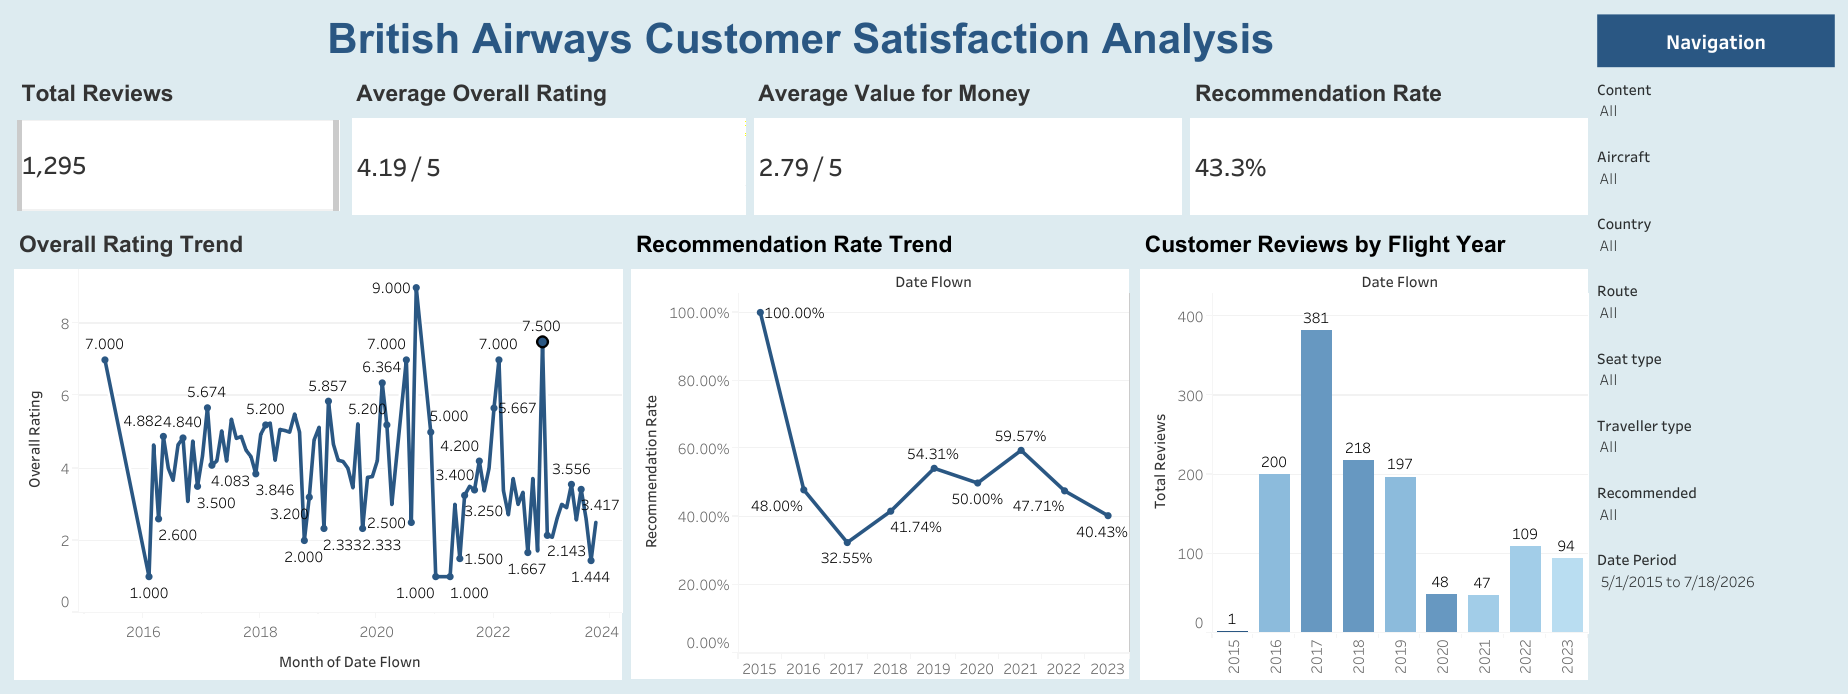 British Airways Customer Satisfaction Analysis
Navigation
Total Reviews
Average Overall Rating
Average Value for Money
Recommendation Rate
1,295
4.19 / 5
2.79 / 5
43.3%
Content
All
Aircraft
All
Country
All
Route
All
Seat type
All
Traveller type
All
Recommended
All
Date Period
5/1/2015 to 7/18/2026
Overall Rating Trend
Overall Rating
8
6
4
2
0
7.000
1.000
4.882
2.600
4.840
3.500
5.674
4.083
3.846
5.200
3.200
2.000
2.333
5.857
2.333
5.200
6.364
7.000
2.500
9.000
5.000
1.000
1.000
1.500
3.400
4.200
3.250
5.667
7.000
1.667
7.500
2.143
3.556
3.417
1.444
2016
2018
2020
2022
2024
Month of Date Flown
Recommendation Rate Trend
Date Flown
Recommendation Rate
100.00%
80.00%
60.00%
40.00%
20.00%
0.00%
100.00%
48.00%
32.55%
41.74%
54.31%
50.00%
59.57%
47.71%
40.43%
2015
2016
2017
2018
2019
2020
2021
2022
2023
Customer Reviews by Flight Year
Date Flown
Total Reviews
400
300
200
100
0
1
200
381
218
197
48
47
109
94
2015
2016
2017
2018
2019
2020
2021
2022
2023